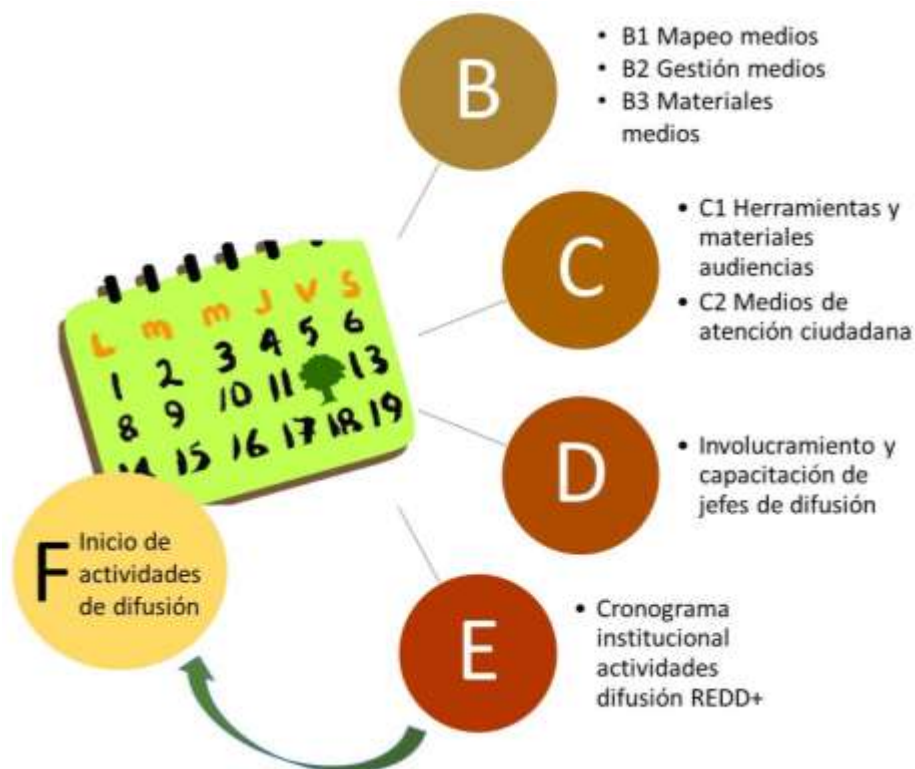 B
• B1 Mapeo medios
• B2 Gestión medios
• B3 Materiales
medios
C
• C1 Herramientas y
materiales
audiencias
• C2 Medios de
atención ciudadana
L m m J V S
1 2 3 4 5 6
8 9 10 11 13
14 15 16 17 18 19
D
• Involucramiento y
capacitación de
jefes de difusión
F
Inicio de
actividades
de difusión
E
• Cronograma
institucional
actividades
difusión REDD+